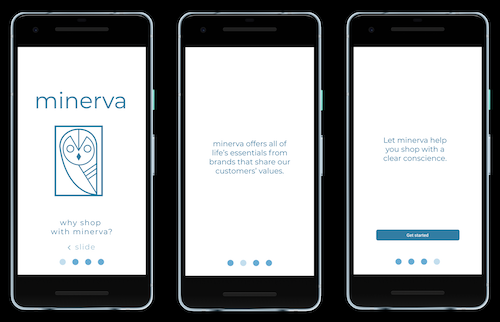 minerva
why shop
with minerva?
< slide
minerva offers all of
life's essentials from
brands that share our
customers' values.
Let minerva help
you shop with a
clear conscience.
Get started